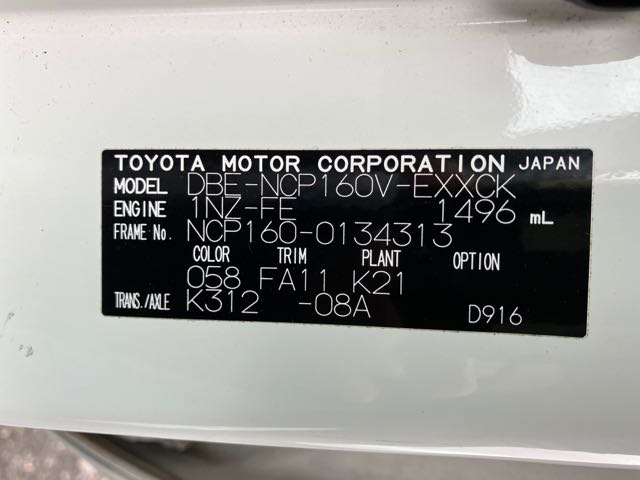 TOYOTA MOTOR CORPORATION JAPAN
MODEL DBE-NCP160V-EXXCK
ENGINE 1NZ-FE 1496 mL
FRAME No. NCP160-0134313
COLOR TRIM PLANT OPTION
058 FA11 K21
TRANS./AXLE K312 -08A D916